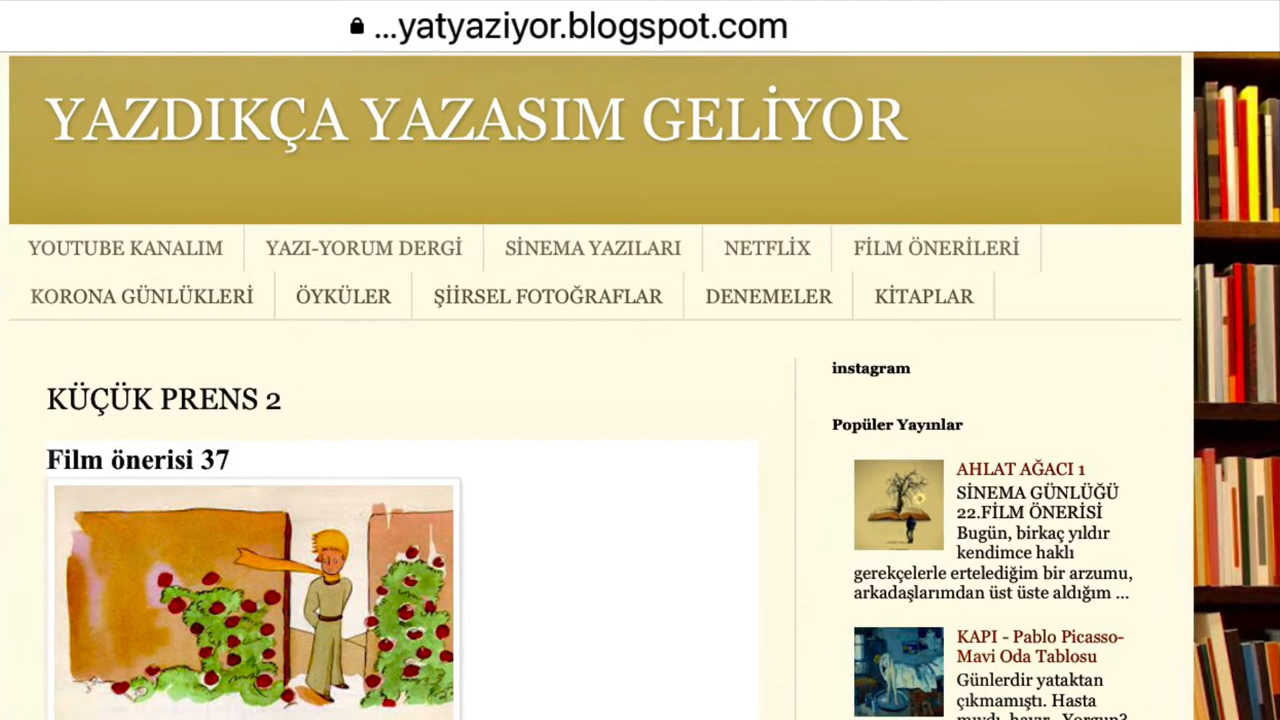 ...yatyaziyor.blogspot.com
YAZDIKÇA YAZASIM GELİYOR
YOUTUBE KANALIM
YAZI-YORUM DERGİ
SİNEMA YAZILARI
NETFLİX
FİLM ÖNERİLERİ
KORONA GÜNLÜKLERİ
ÖYKÜLER
ŞİİRSEL FOTOĞRAFLAR
DENEMELER
KİTAPLAR
KÜÇÜK PRENS 2
Film önerisi 37
instagram
Popüler Yayınlar
AHLAT AĞACI 1
SİNEMA GÜNLÜĞÜ
22.FİLM ÖNERİSİ
Bugün, birkaç yıldır
kendimce haklı
gerekçelerle ertelediğim bir arzumu,
arkadaşlarımdan üst üste aldığım ...
KAPI - Pablo Picasso-
Mavi Oda Tablosu
Günlerdir yataktan
çıkmamıştı. Hasta
mıydı, hayır.. Yorgun?